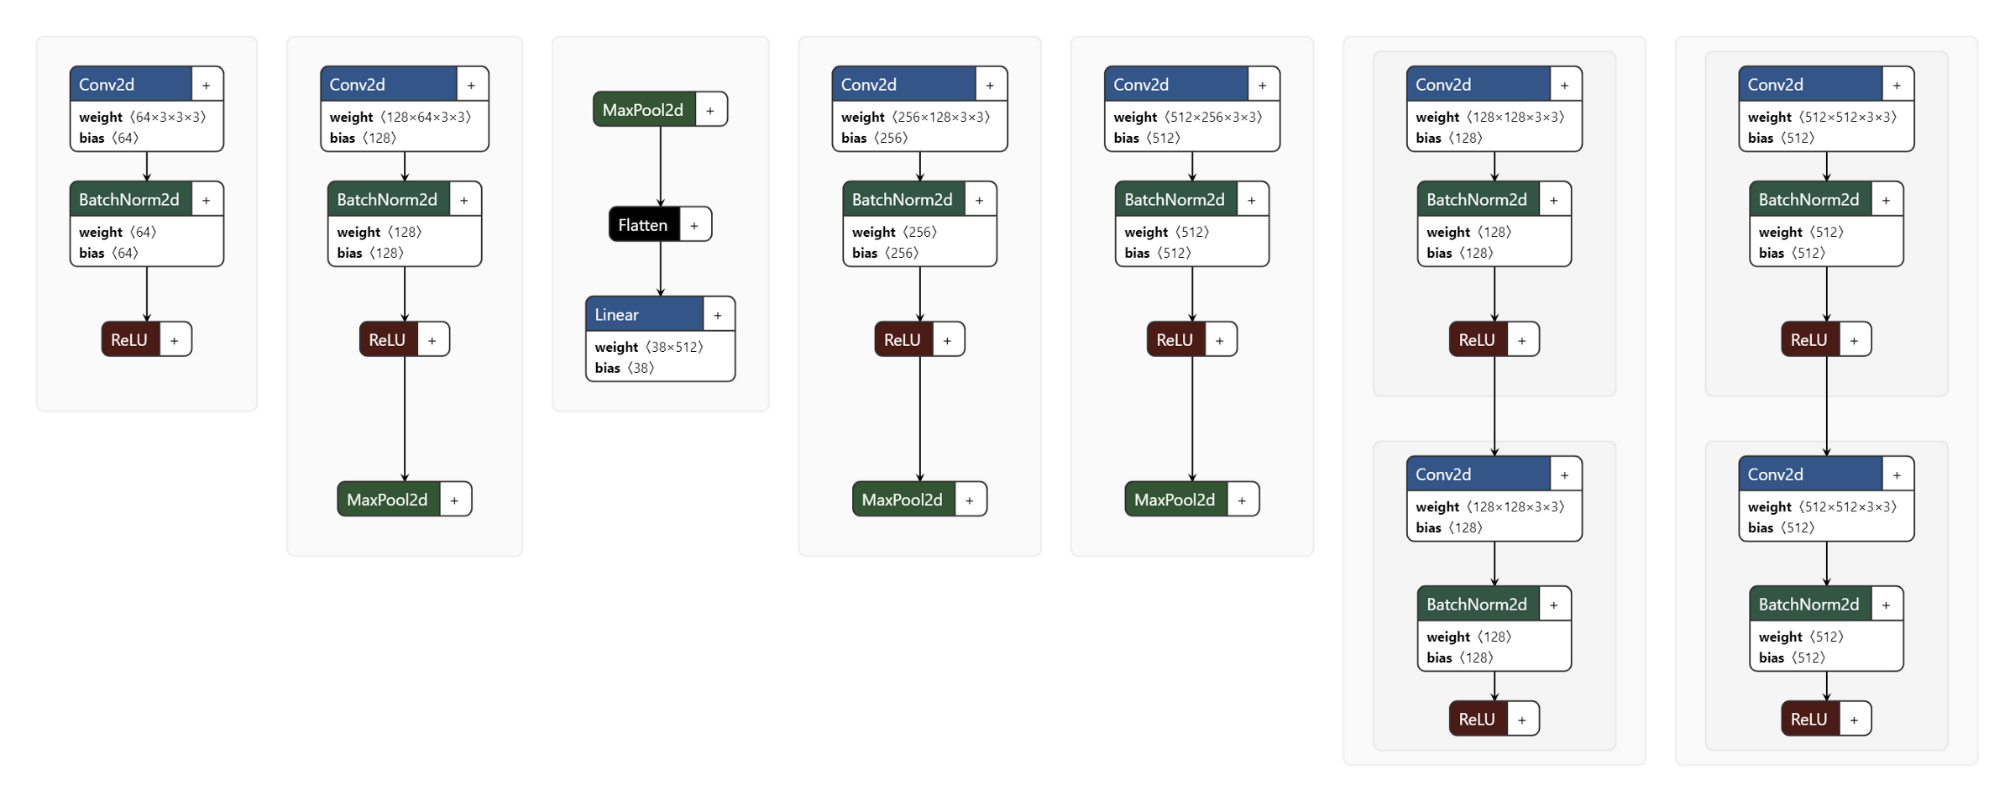 Conv2d +
weight 〈64×3×3×3〉
bias 〈64〉
BatchNorm2d +
weight 〈64〉
bias 〈64〉
ReLU +
Conv2d +
weight 〈128×64×3×3〉
bias 〈128〉
BatchNorm2d +
weight 〈128〉
bias 〈128〉
ReLU +
MaxPool2d +
MaxPool2d +
Flatten +
Linear +
weight 〈38×512〉
bias 〈38〉
Conv2d +
weight 〈256×128×3×3〉
bias 〈256〉
BatchNorm2d +
weight 〈256〉
bias 〈256〉
ReLU +
MaxPool2d +
Conv2d +
weight 〈512×256×3×3〉
bias 〈512〉
BatchNorm2d +
weight 〈512〉
bias 〈512〉
ReLU +
MaxPool2d +
Conv2d +
weight 〈128×128×3×3〉
bias 〈128〉
BatchNorm2d +
weight 〈128〉
bias 〈128〉
ReLU +
Conv2d +
weight 〈128×128×3×3〉
bias 〈128〉
BatchNorm2d +
weight 〈128〉
bias 〈128〉
ReLU +
Conv2d +
weight 〈512×512×3×3〉
bias 〈512〉
BatchNorm2d +
weight 〈512〉
bias 〈512〉
ReLU +
Conv2d +
weight 〈512×512×3×3〉
bias 〈512〉
BatchNorm2d +
weight 〈512〉
bias 〈512〉
ReLU +